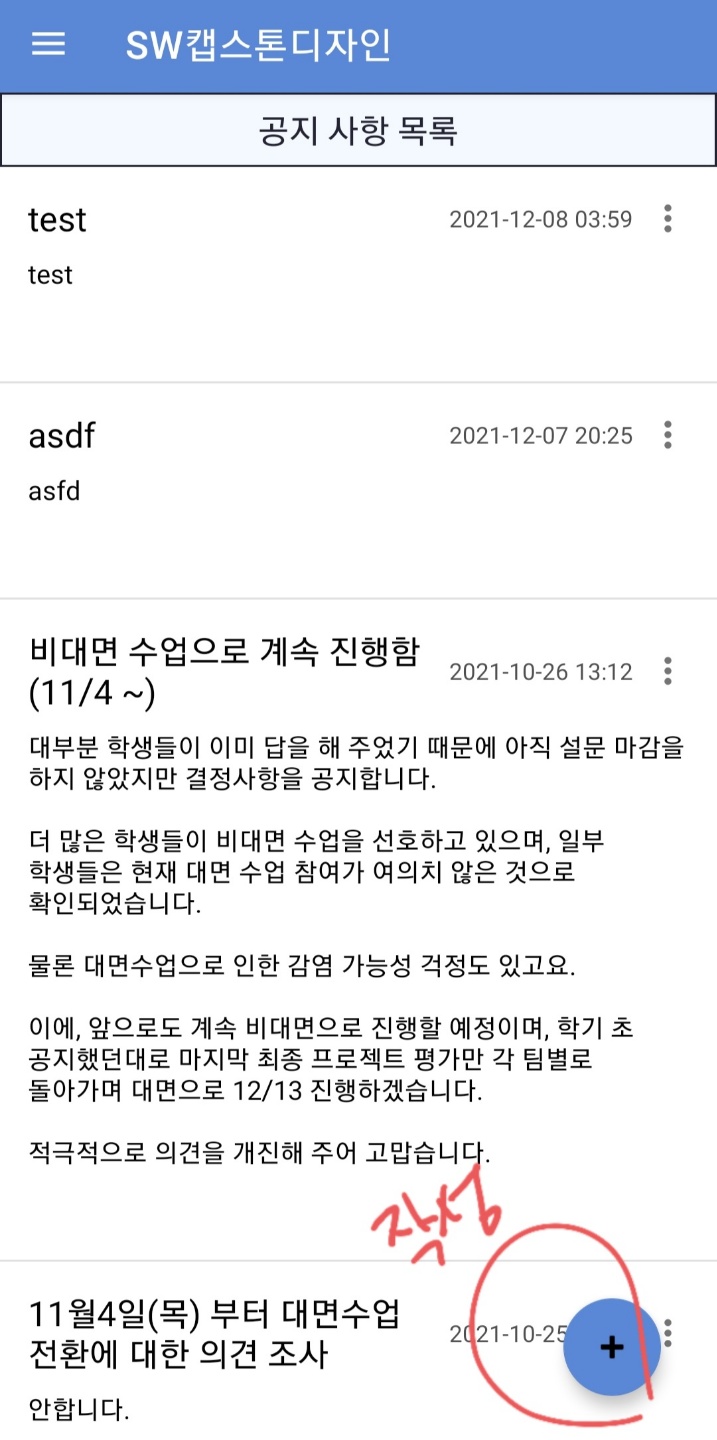 SW캡스톤디자인
공지 사항 목록
test
2021-12-08 03:59
test
asdf
2021-12-07 20:25
asfd
비대면 수업으로 계속 진행함
(11/4 ~)
2021-10-26 13:12
대부분 학생들이 이미 답을 해 주었기 때문에 아직 설문 마감을
하지 않았지만 결정사항을 공지합니다.
더 많은 학생들이 비대면 수업을 선호하고 있으며, 일부
학생들은 현재 대면 수업 참여가 여의치 않은 것으로
확인되었습니다.
물론 대면수업으로 인한 감염 가능성 걱정도 있고요.
이에, 앞으로도 계속 비대면으로 진행할 예정이며, 학기 초
공지했던대로 마지막 최종 프로젝트 평가만 각 팀별로
돌아가며 대면으로 12/13 진행하겠습니다.
적극적으로 의견을 개진해 주어 고맙습니다.
작성
11월4일(목) 부터 대면수업
전환에 대한 의견 조사
2021-10-25
+
안합니다.